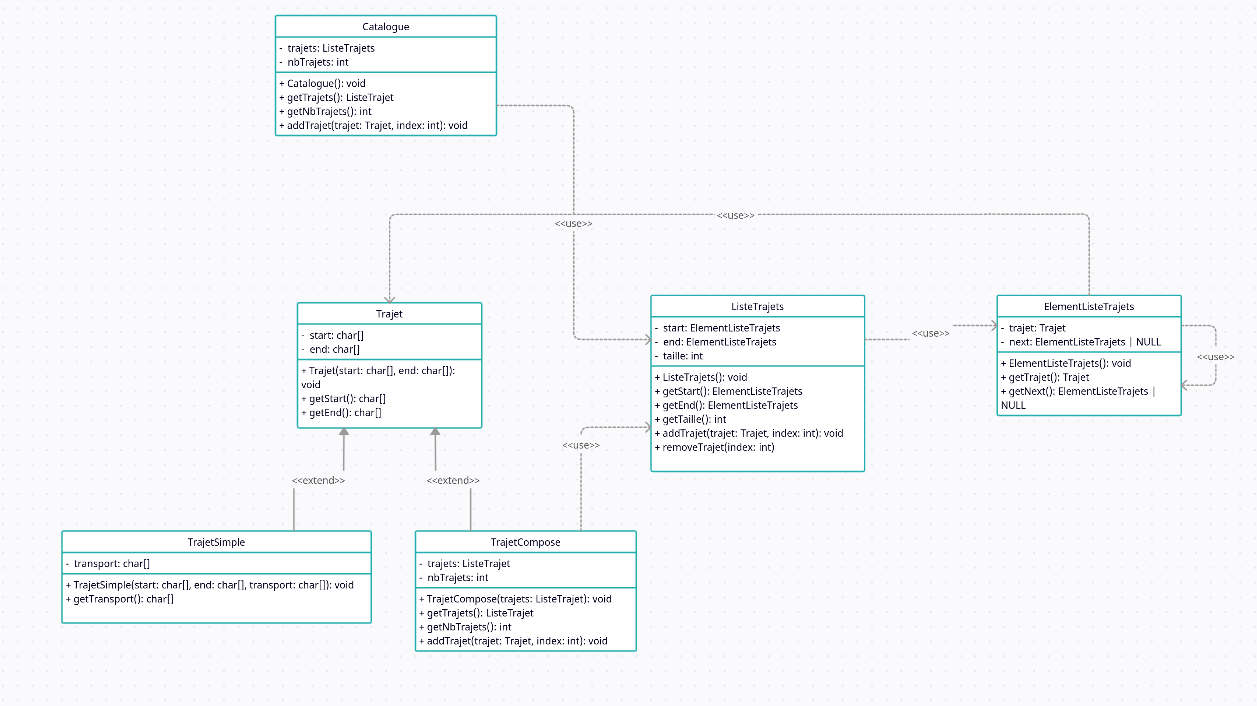 Catalogue
- trajets: ListeTrajets
- nbTrajets: int
+ Catalogue(): void
+ getTrajets(): ListeTrajet
+ getNbTrajets(): int
+ addTrajet(trajet: Trajet, index: int): void
<<use>>
<<use>>
Trajet
- start: char[]
- end: char[]
+ Trajet(start: char[], end: char[]):
void
+ getStart(): char[]
+ getEnd(): char[]
ListeTrajets
- start: ElementListeTrajets
- end: ElementListeTrajets
- taille: int
+ ListeTrajets(): void
+ getStart(): ElementListeTrajets
+ getEnd(): ElementListeTrajets
+ getTaille(): int
+ addTrajet(trajet: Trajet, index: int): void
+ removeTrajet(index: int)
<<use>>
ElementListeTrajets
- trajet: Trajet
- next: ElementListeTrajets | NULL
+ ElementListeTrajets(): void
+ getTrajet(): Trajet
+ getNext(): ElementListeTrajets |
NULL
<<use>>
<<use>>
<<extend>>
<<extend>>
TrajetSimple
- transport: char[]
+ TrajetSimple(start: char[], end: char[], transport: char[]): void
+ getTransport(): char[]
TrajetCompose
- trajets: ListeTrajet
- nbTrajets: int
+ TrajetCompose(trajets: ListeTrajet): void
+ getTrajets(): ListeTrajet
+ getNbTrajets(): int
+ addTrajet(trajet: Trajet, index: int): void